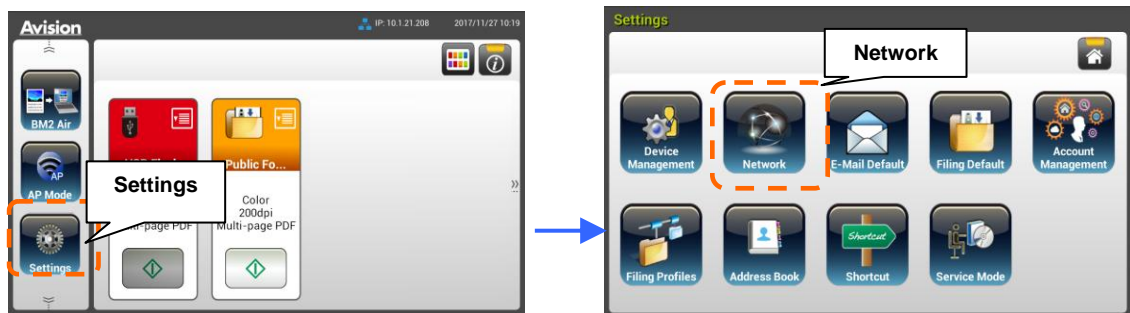 Avision
IP: 10.1.21.208 2017/11/27 10:19
BM2 Air
AP
AP Mode
Settings
Public Fo...
Settings
Color
200dpi
Multi-page PDF
-page PDF
Settings
Network
Device
Management
Network
E-Mail Default
Filing Default
Account
Management
Filing Profiles
Address Book
Shortcut
Shortcut
Service Mode